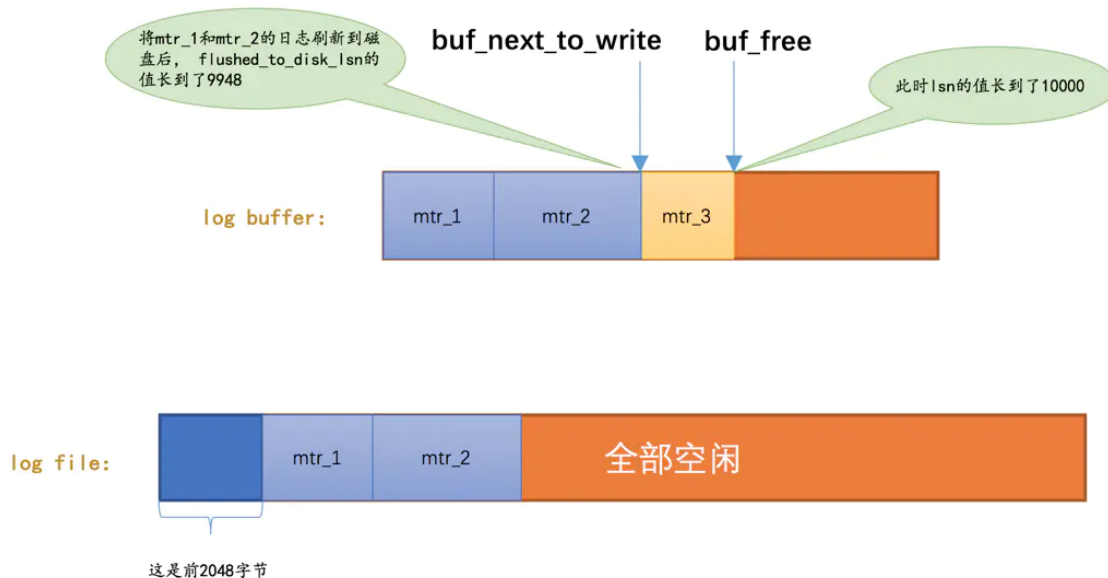 将mtr_1和mtr_2的日志刷新到磁
盘后， flushed_to_disk_lsn的
值长到了9948
buf_next_to_write
buf_free
此时lsn的值长到了10000
log buffer:
mtr_1
mtr_2
mtr_3
log file:
mtr_1
mtr_2
全部空闲
这是前2048字节